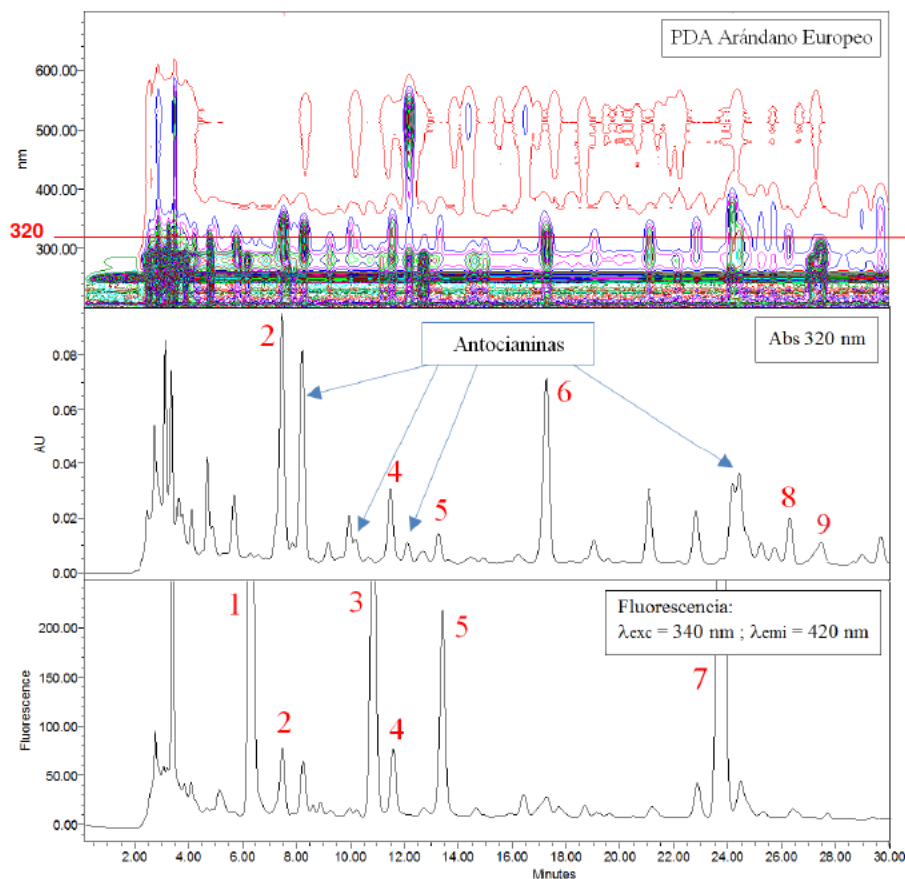 PDA Arándano Europeo
600.00
500.00
nm
400.00
320
300.00
2
Antocianinas
Abs 320 nm
0.08
0.06
AU
6
0.04
4
5
8
9
0.02
0.00
Fluorescencia:
λexc = 340 nm ; λemi = 420 nm
1
3
5
7
200.00
150.00
Fluorescence
100.00
2
4
50.00
0.00
2.00 4.00 6.00 8.00 10.00 12.00 14.00 16.00 18.00 20.00 22.00 24.00 26.00 28.00 30.00
Minutes